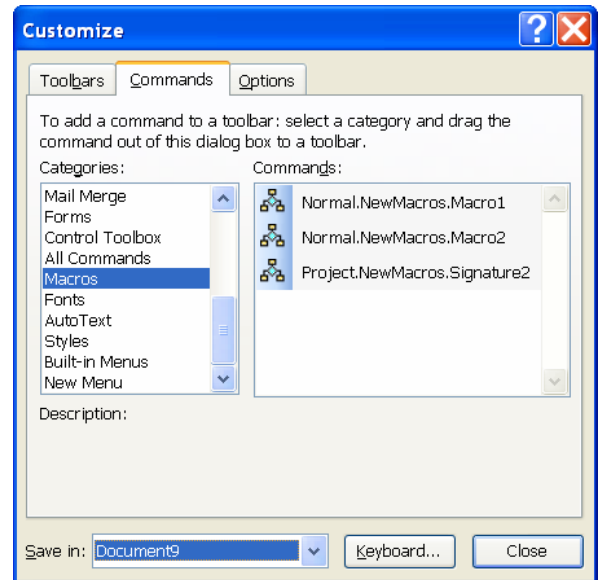 Customize
Toolbars Commands Options
To add a command to a toolbar: select a category and drag the
command out of this dialog box to a toolbar.
Categories: Commands:
Mail Merge
Forms
Control Toolbox
All Commands
Macros
Fonts
AutoText
Styles
Built-in Menus
New Menu
Normal.NewMacros.Macro1
Normal.NewMacros.Macro2
Project.NewMacros.Signature2
Description:
Save in: Document9 Keyboard... Close